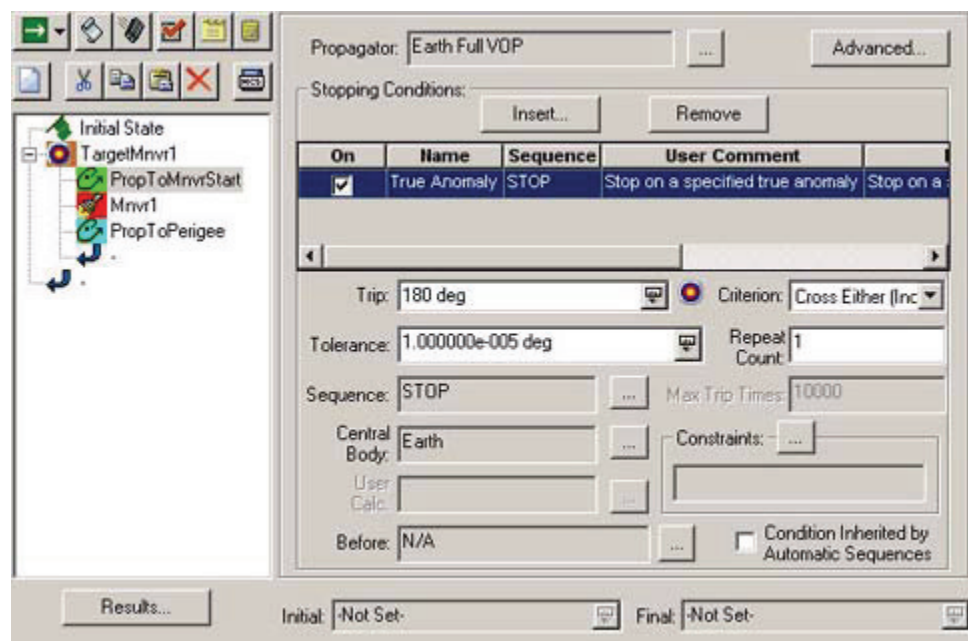 Propagator: Earth Full VOP ... Advanced...
Stopping Conditions:
Insert... Remove
On Name Sequence User Comment
True Anomaly STOP Stop on a specified true anomaly Stop on a
Trip: 180 deg Criterion: Cross Either (Inc
Tolerance: 1.000000e-005 deg Repeat Count: 1
Sequence: STOP ... Max Trip Times: 10000
Central Body: Earth ... Constraints: ...
User Calc. ...
Before: N/A ... Condition Inherited by Automatic Sequences
Initial State
TargetMnvr1
PropToMnvrStart
Mnvr1
PropToPerigee
-
-
Results... Initial: -Not Set- Final: -Not Set-